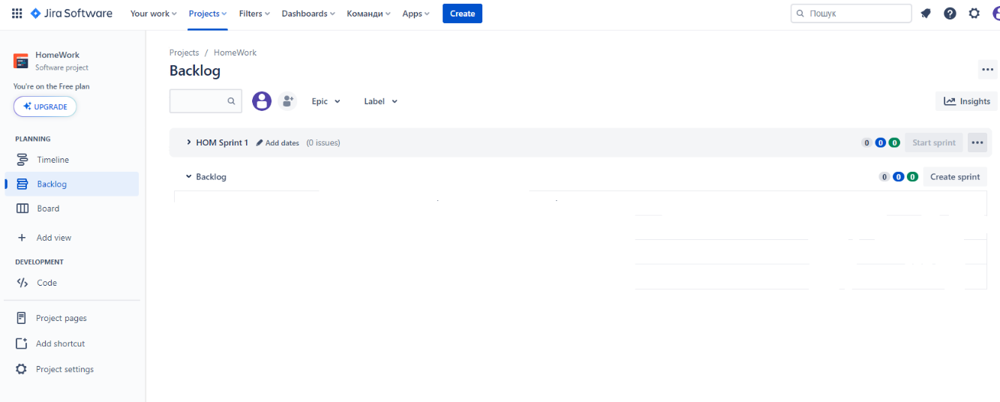 Jira Software Your work Projects Filters Dashboards Команди Apps Create Пошук
HomeWork
Software project
You're on the Free plan
UPGRADE
PLANNING
Timeline
Backlog
Board
Add view
DEVELOPMENT
Code
Project pages
Add shortcut
Project settings
Projects / HomeWork
Backlog
Epic Label Insights
HOM Sprint 1 Add dates (0 issues) 0 0 0 Start sprint
Backlog 0 0 0 Create sprint